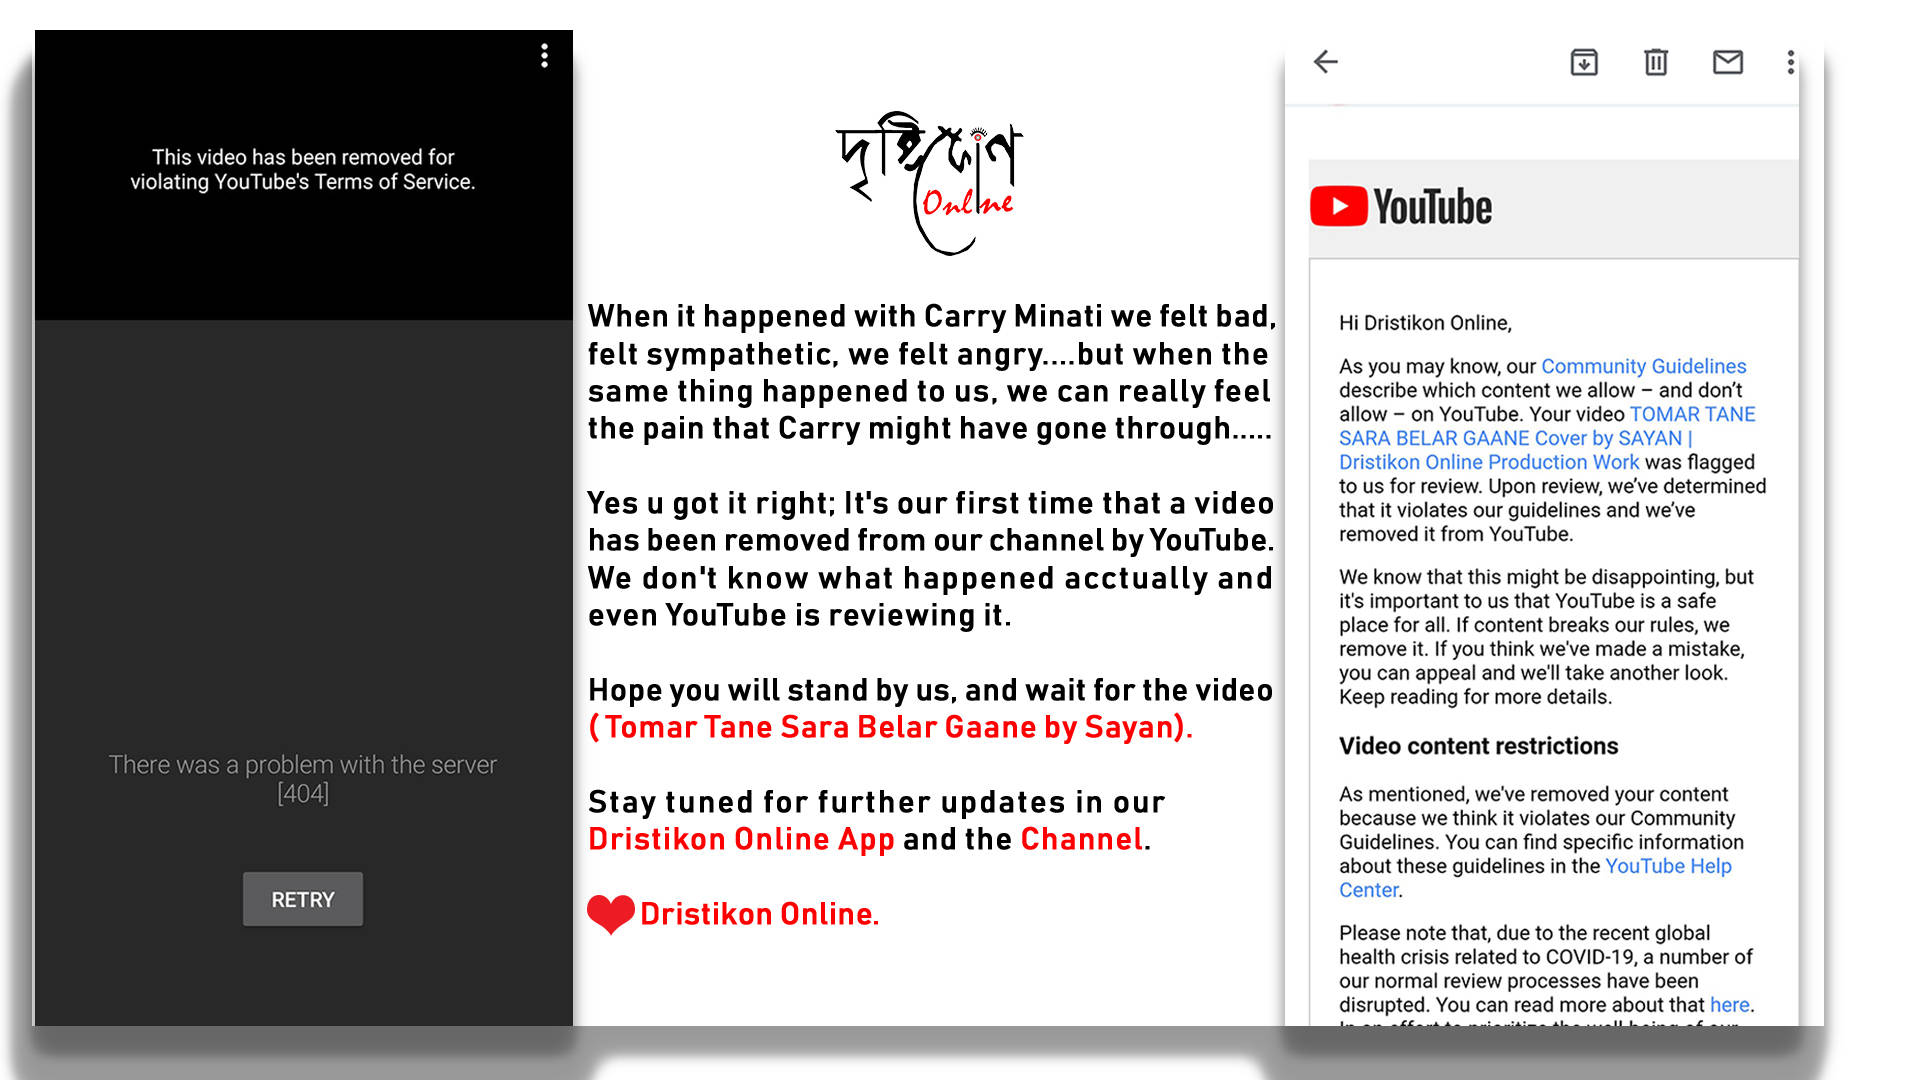 This video has been removed for
violating YouTube's Terms of Service.
There was a problem with the server
[404]
RETRY
দৃষ্টিকোণ
Online
When it happened with Carry Minati we felt bad,
felt sympathetic, we felt angry....but when the
same thing happened to us, we can really feel
the pain that Carry might have gone through.....
Yes u got it right; It's our first time that a video
has been removed from our channel by YouTube.
We don't know what happened acctually and
even YouTube is reviewing it.
Hope you will stand by us, and wait for the video
( Tomar Tane Sara Belar Gaane by Sayan).
Stay tuned for further updates in our
Dristikon Online App and the Channel.
Dristikon Online.
YouTube
Hi Dristikon Online,
As you may know, our Community Guidelines
describe which content we allow – and don’t
allow – on YouTube. Your video TOMAR TANE
SARA BELAR GAANE Cover by SAYAN |
Dristikon Online Production Work was flagged
to us for review. Upon review, we’ve determined
that it violates our guidelines and we’ve
removed it from YouTube.
We know that this might be disappointing, but
it's important to us that YouTube is a safe
place for all. If content breaks our rules, we
remove it. If you think we've made a mistake,
you can appeal and we'll take another look.
Keep reading for more details.
Video content restrictions
As mentioned, we've removed your content
because we think it violates our Community
Guidelines. You can find specific information
about these guidelines in the YouTube Help
Center.
Please note that, due to the recent global
health crisis related to COVID-19, a number of
our normal review processes have been
disrupted. You can read more about that here.